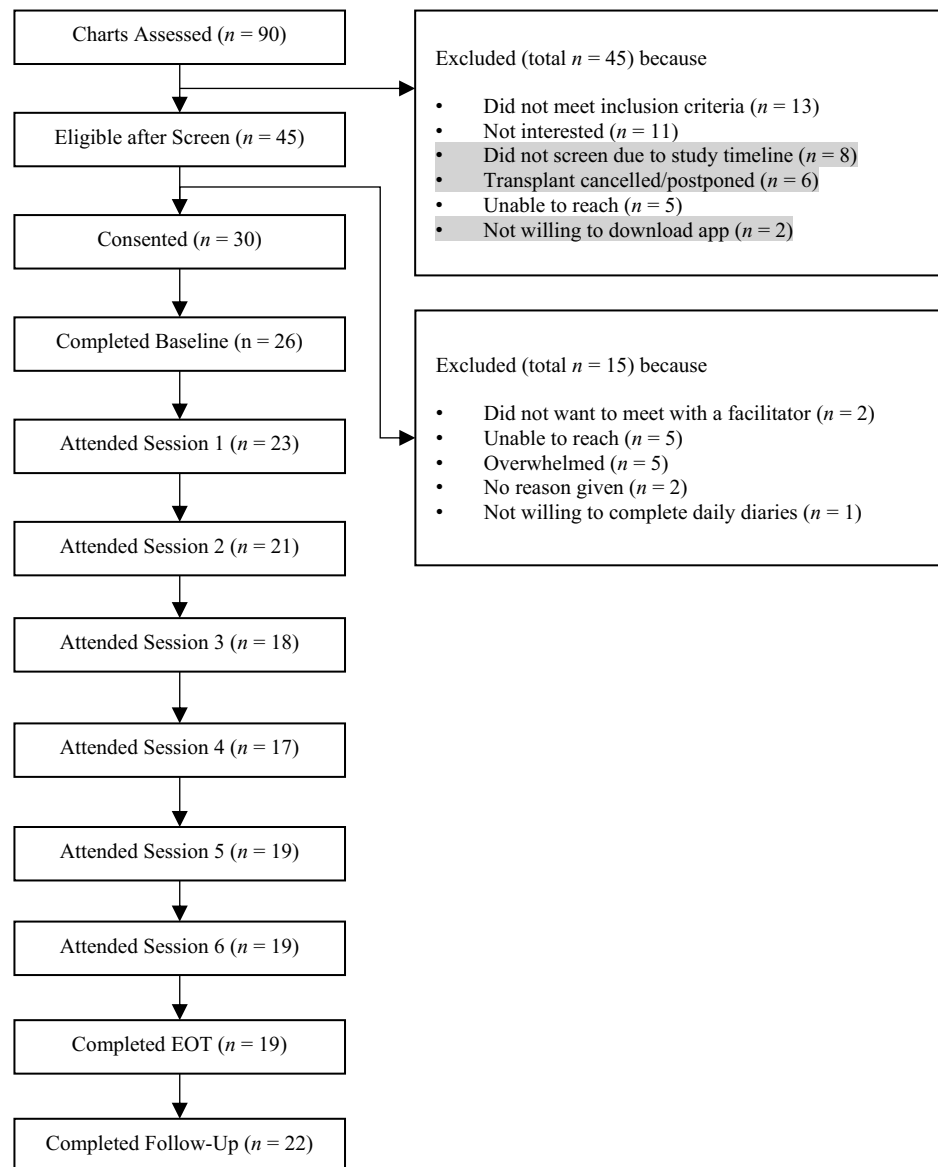 Charts Assessed (n = 90)
Excluded (total n = 45) because
• Did not meet inclusion criteria (n = 13)
• Not interested (n = 11)
• Did not screen due to study timeline (n = 8)
• Transplant cancelled/postponed (n = 6)
• Unable to reach (n = 5)
• Not willing to download app (n = 2)
Eligible after Screen (n = 45)
Consented (n = 30)
Excluded (total n = 15) because
• Did not want to meet with a facilitator (n = 2)
• Unable to reach (n = 5)
• Overwhelmed (n = 5)
• No reason given (n = 2)
• Not willing to complete daily diaries (n = 1)
Completed Baseline (n = 26)
Attended Session 1 (n = 23)
Attended Session 2 (n = 21)
Attended Session 3 (n = 18)
Attended Session 4 (n = 17)
Attended Session 5 (n = 19)
Attended Session 6 (n = 19)
Completed EOT (n = 19)
Completed Follow-Up (n = 22)